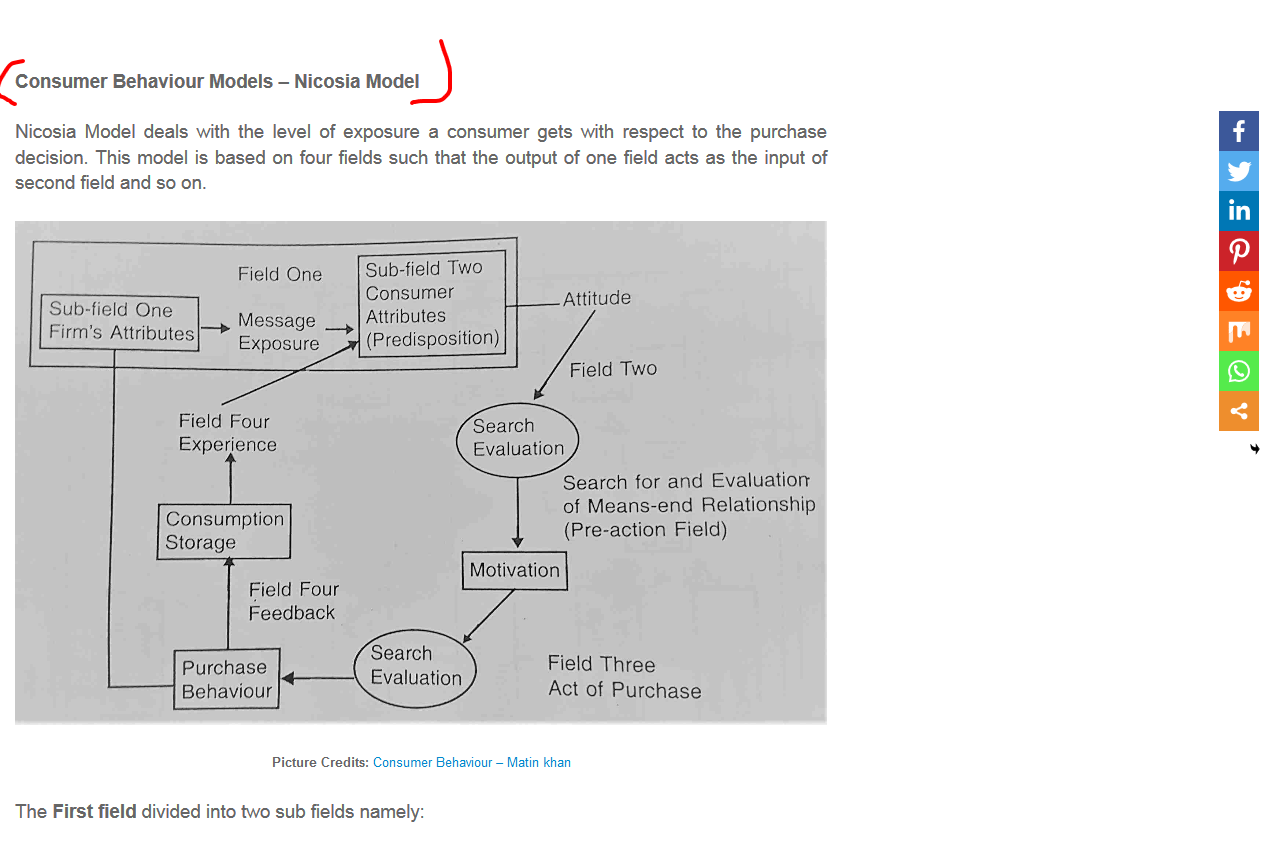 Consumer Behaviour Models – Nicosia Model
Nicosia Model deals with the level of exposure a consumer gets with respect to the purchase
decision. This model is based on four fields such that the output of one field acts as the input of
second field and so on.
Field One
Sub-field Two
Consumer
Attributes
(Predisposition)
Sub-field One
Firm's Attributes
Message
Exposure
Attitude
Field Two
Field Four
Experience
Search
Evaluation
Search for and Evaluation
of Means-end Relationship
(Pre-action Field)
Consumption
Storage
Motivation
Field Four
Feedback
Search
Evaluation
Purchase
Behaviour
Field Three
Act of Purchase
Picture Credits: Consumer Behaviour – Matin khan
The First field divided into two sub fields namely: